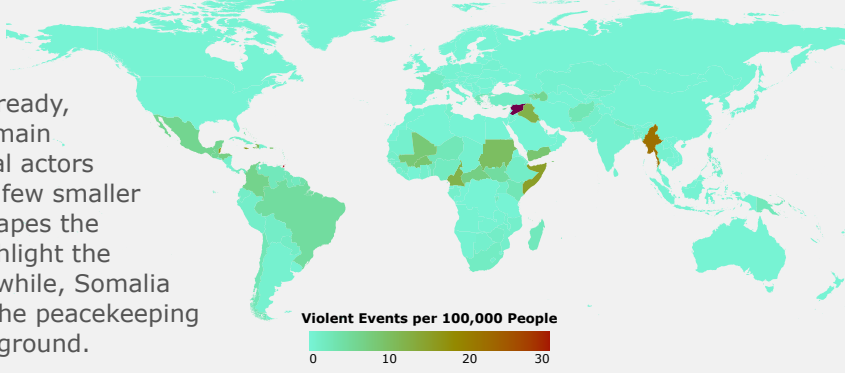 ready,
main
al actors
few smaller
apes the
hlight the
while, Somalia
he peacekeeping
ground.
Violent Events per 100,000 People
0 10 20 30